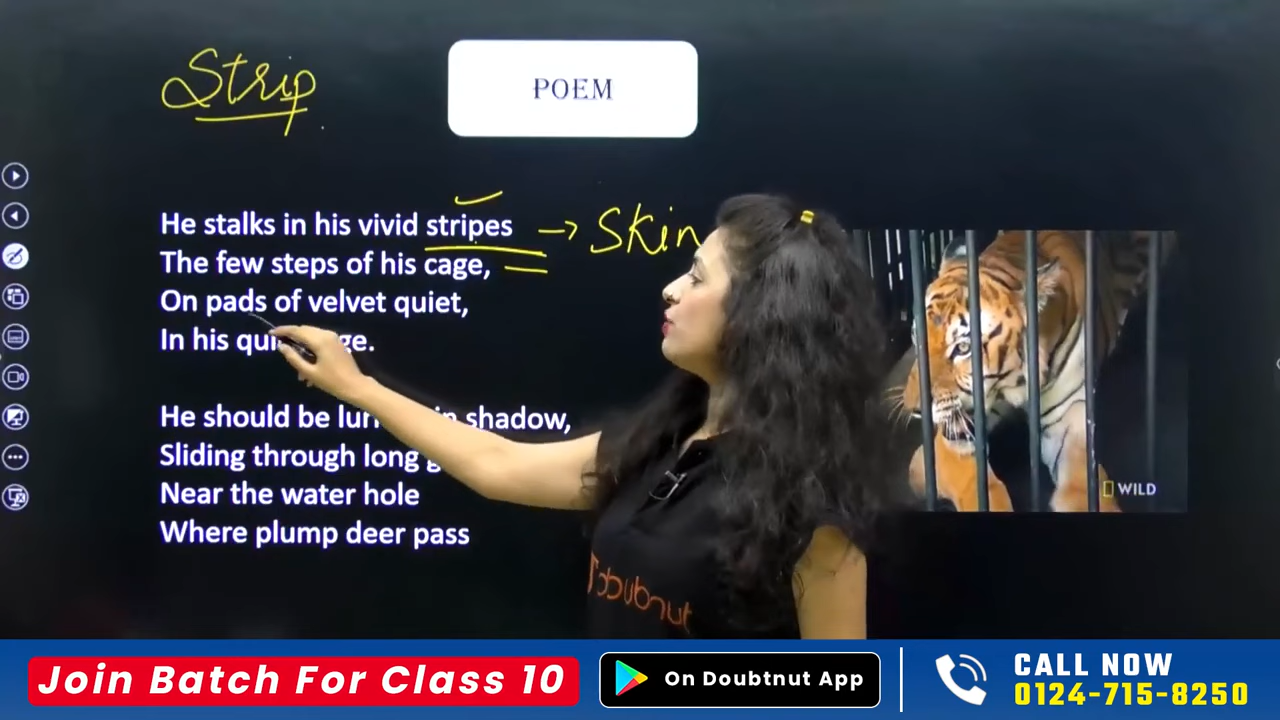 Strip
POEM
He stalks in his vivid stripes → Skin
The few steps of his cage,
On pads of velvet quiet,
In his
He should be in shadow,
Sliding through long
Near the water hole
Where plump deer pass
WILD
Doubtnut
Join Batch For Class 10
On Doubtnut App
CALL NOW
0124-715-8250